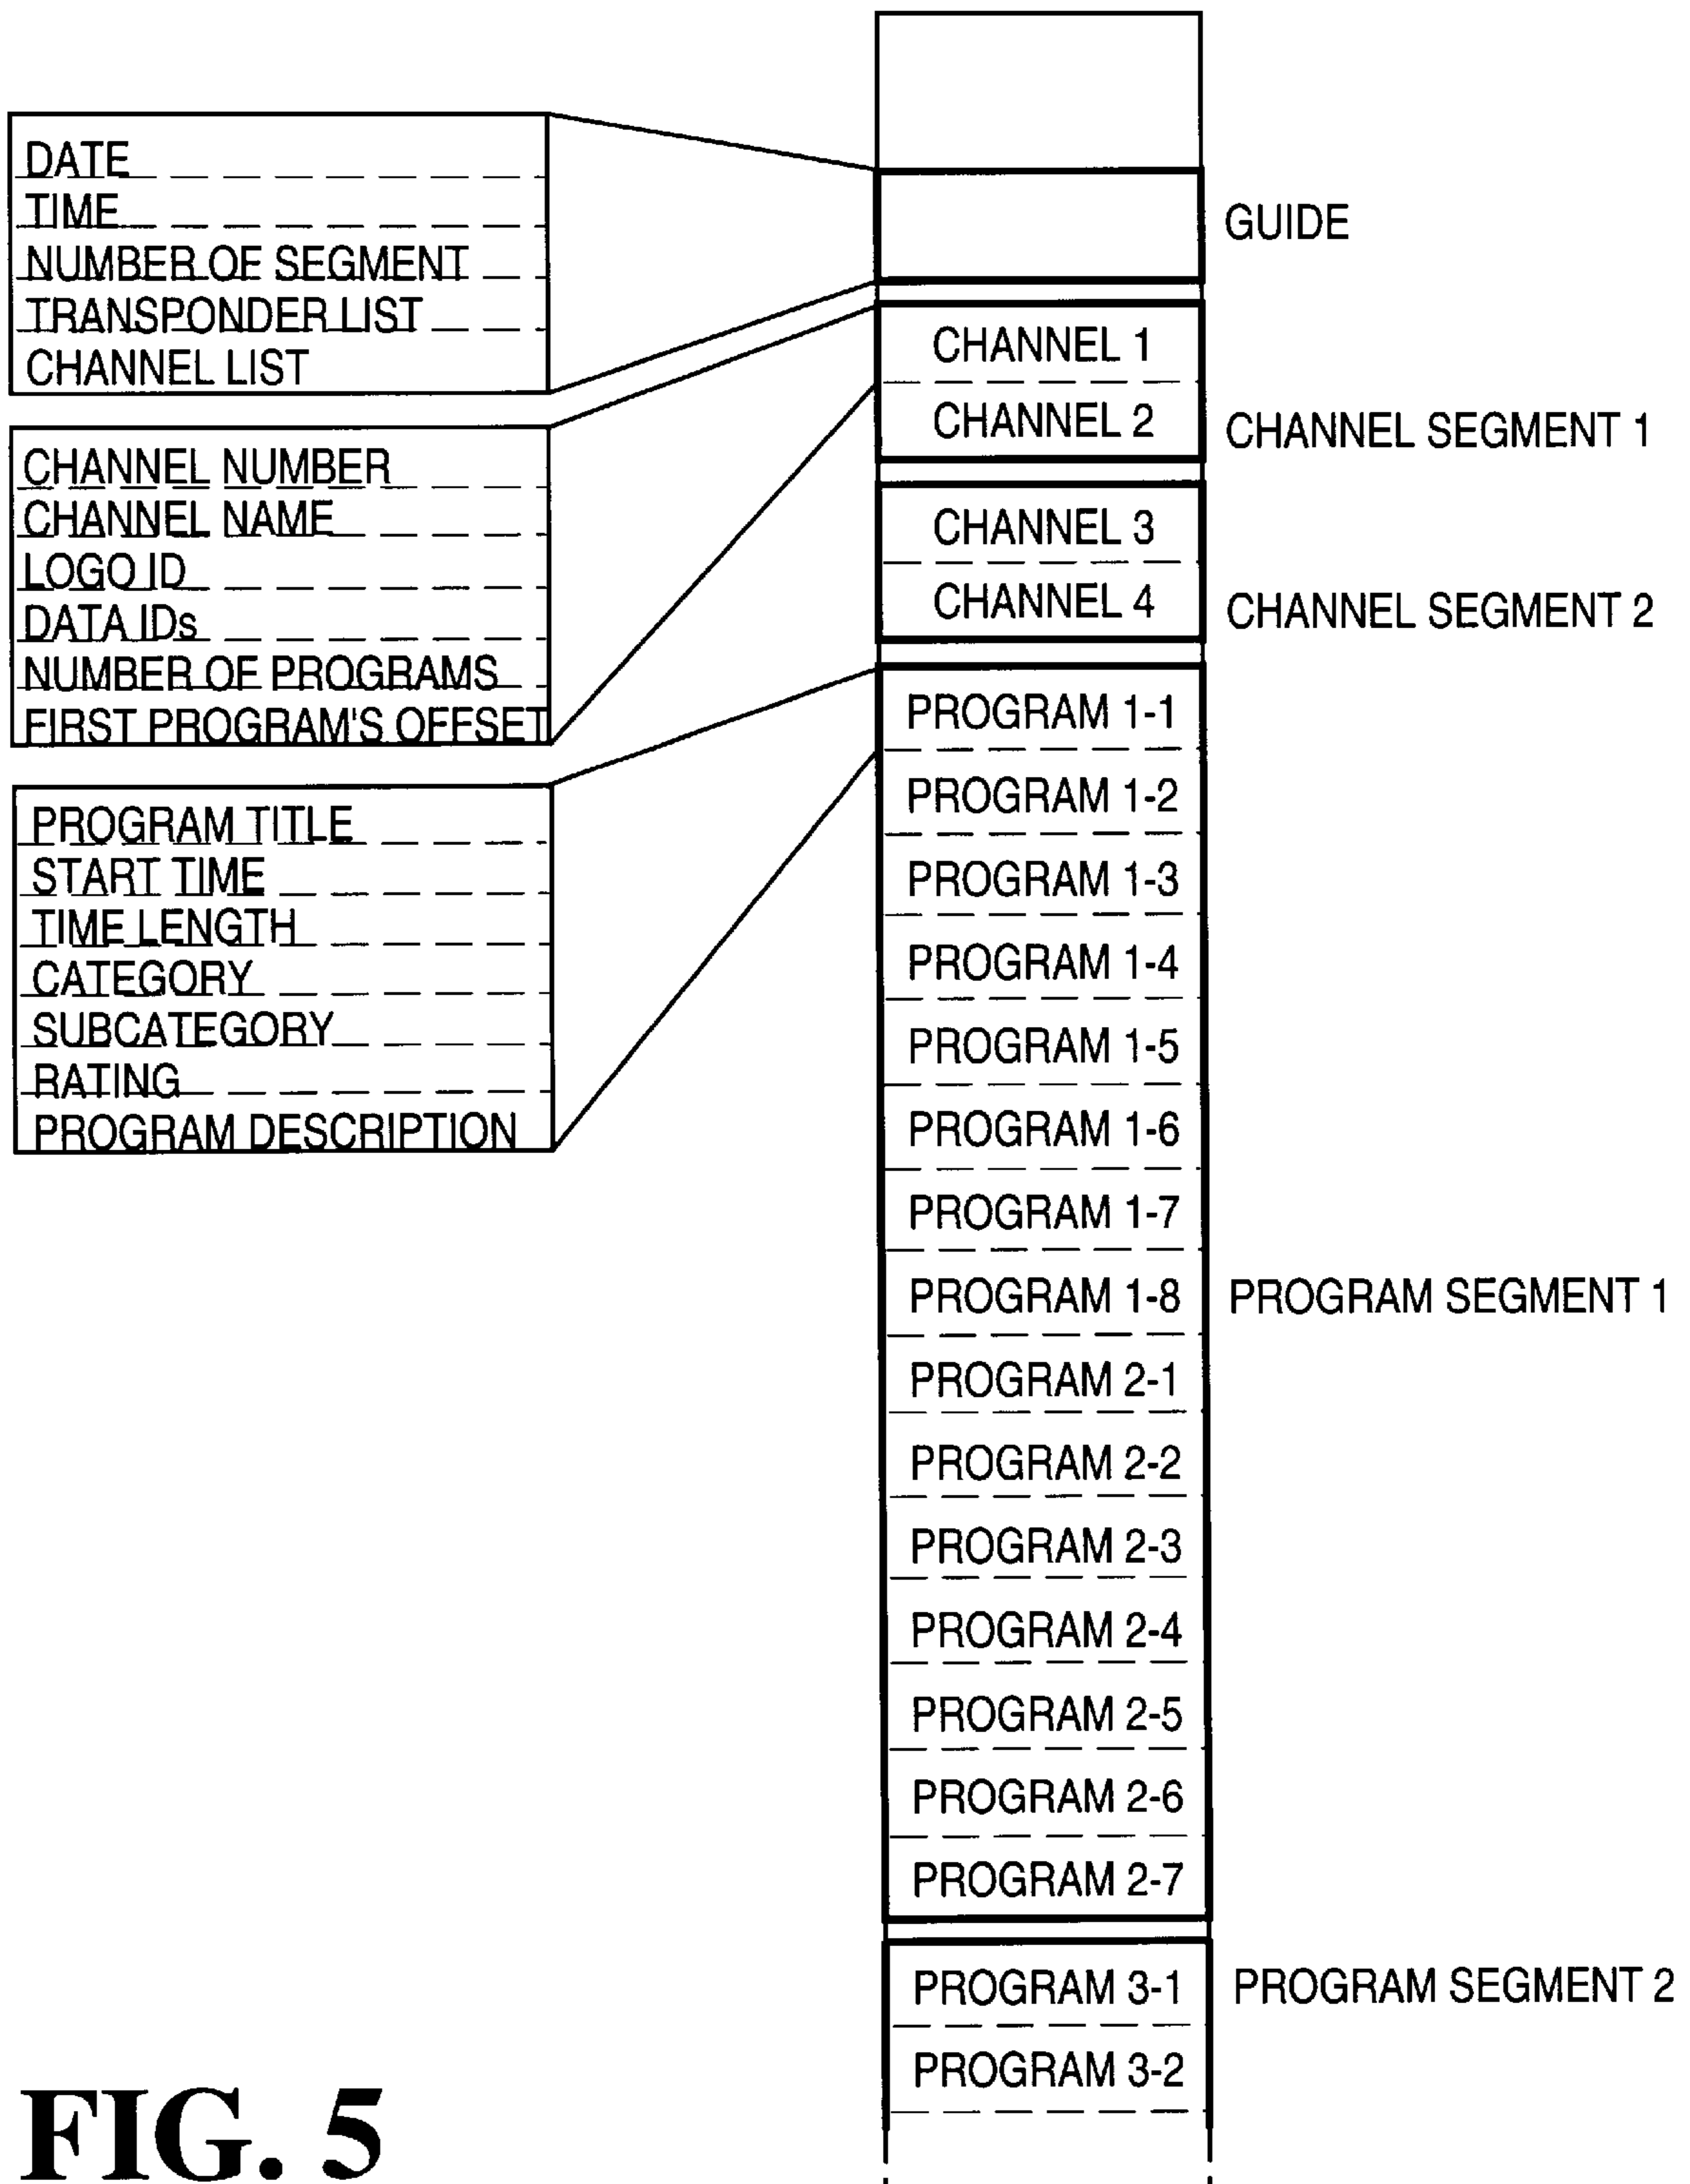 DATE
TIME
NUMBER OF SEGMENT
TRANSPONDER LIST
CHANNEL LIST
CHANNEL NUMBER
CHANNEL NAME
LOGO ID
DATA IDs
NUMBER OF PROGRAMS
FIRST PROGRAM'S OFFSET
PROGRAM TITLE
START TIME
TIME LENGTH
CATEGORY
SUBCATEGORY
RATING
PROGRAM DESCRIPTION
GUIDE
CHANNEL 1
CHANNEL 2
CHANNEL SEGMENT 1
CHANNEL 3
CHANNEL 4
CHANNEL SEGMENT 2
PROGRAM 1-1
PROGRAM 1-2
PROGRAM 1-3
PROGRAM 1-4
PROGRAM 1-5
PROGRAM 1-6
PROGRAM 1-7
PROGRAM 1-8
PROGRAM SEGMENT 1
PROGRAM 2-1
PROGRAM 2-2
PROGRAM 2-3
PROGRAM 2-4
PROGRAM 2-5
PROGRAM 2-6
PROGRAM 2-7
PROGRAM 3-1
PROGRAM SEGMENT 2
PROGRAM 3-2
FIG. 5